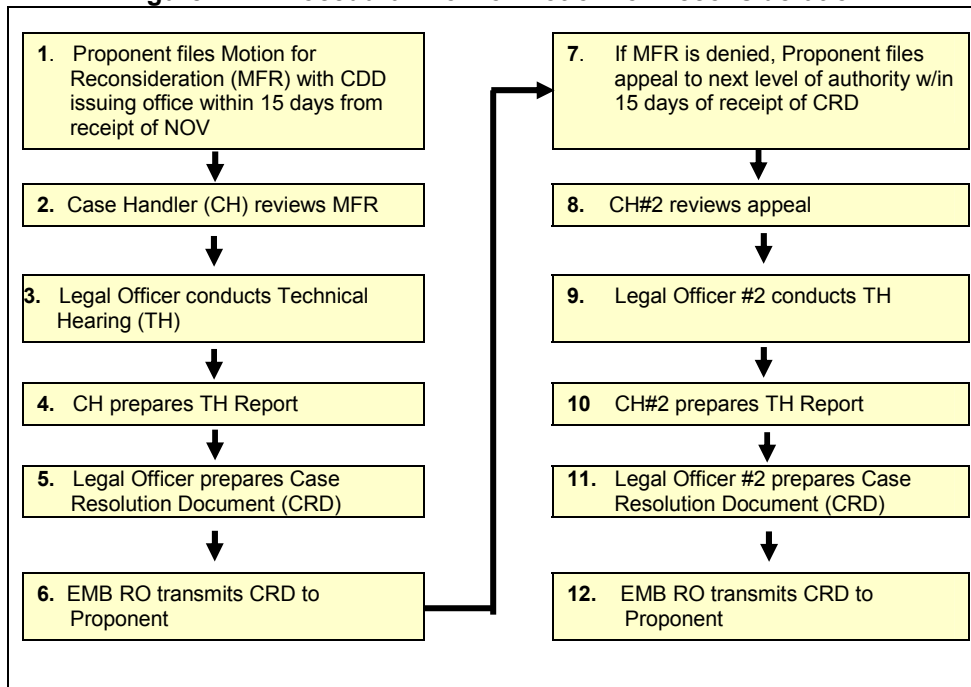 1. Proponent files Motion for
Reconsideration (MFR) with CDD
issuing office within 15 days from
receipt of NOV
2. Case Handler (CH) reviews MFR
3. Legal Officer conducts Technical
Hearing (TH)
4. CH prepares TH Report
5. Legal Officer prepares Case
Resolution Document (CRD)
6. EMB RO transmits CRD to
Proponent
7. If MFR is denied, Proponent files
appeal to next level of authority w/in
15 days of receipt of CRD
8. CH#2 reviews appeal
9. Legal Officer #2 conducts TH
10 CH#2 prepares TH Report
11. Legal Officer #2 prepares Case
Resolution Document (CRD)
12. EMB RO transmits CRD to
Proponent